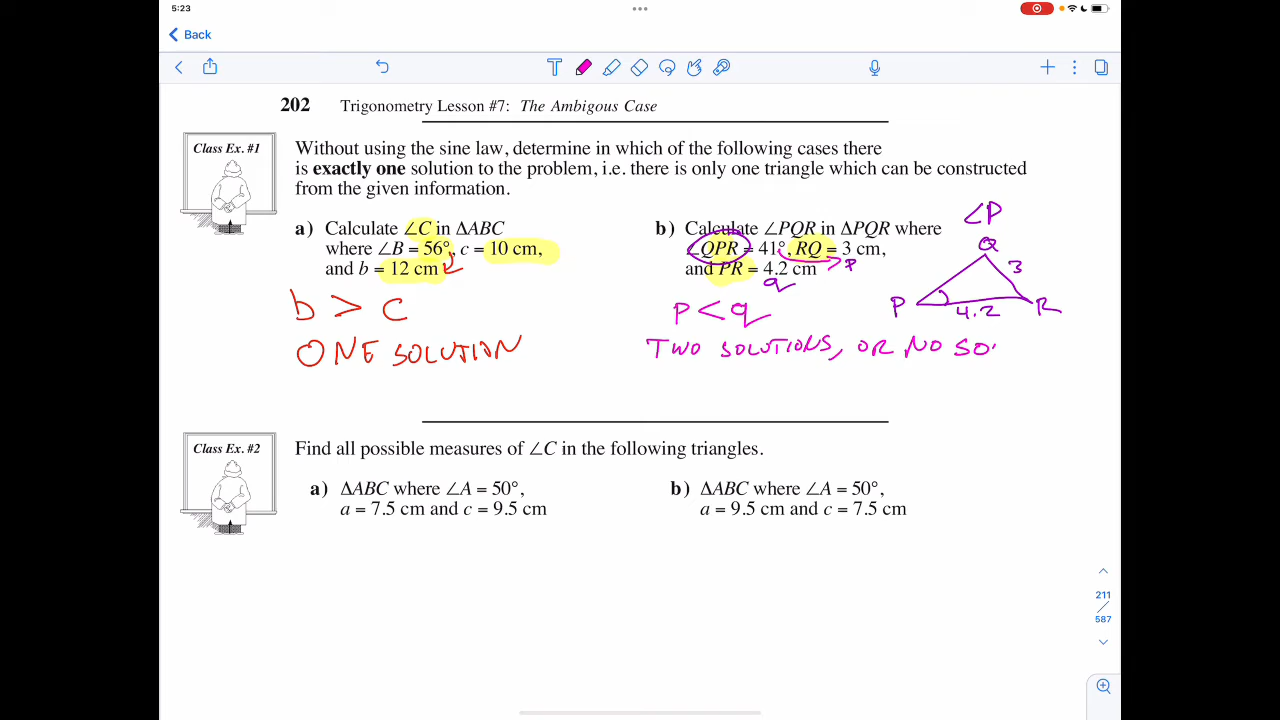 5:23
Back
202 Trigonometry Lesson #7: The Ambigous Case
Class Ex. #1
Without using the sine law, determine in which of the following cases there
is exactly one solution to the problem, i.e. there is only one triangle which can be constructed
from the given information.
a) Calculate ∠C in ΔABC
where ∠B = 56°, c = 10 cm,
and b = 12 cm
b > c
ONE SOLUTION
b) Calculate ∠PQR in ΔPQR where
∠QPR = 41°, RQ = 3 cm,
and PR = 4.2 cm
P
q
∠P
Q
3
P
4.2
R
P < q
TWO SOLUTIONS, OR NO SO
Class Ex. #2
Find all possible measures of ∠C in the following triangles.
a) ΔABC where ∠A = 50°,
a = 7.5 cm and c = 9.5 cm
b) ΔABC where ∠A = 50°,
a = 9.5 cm and c = 7.5 cm
211
587